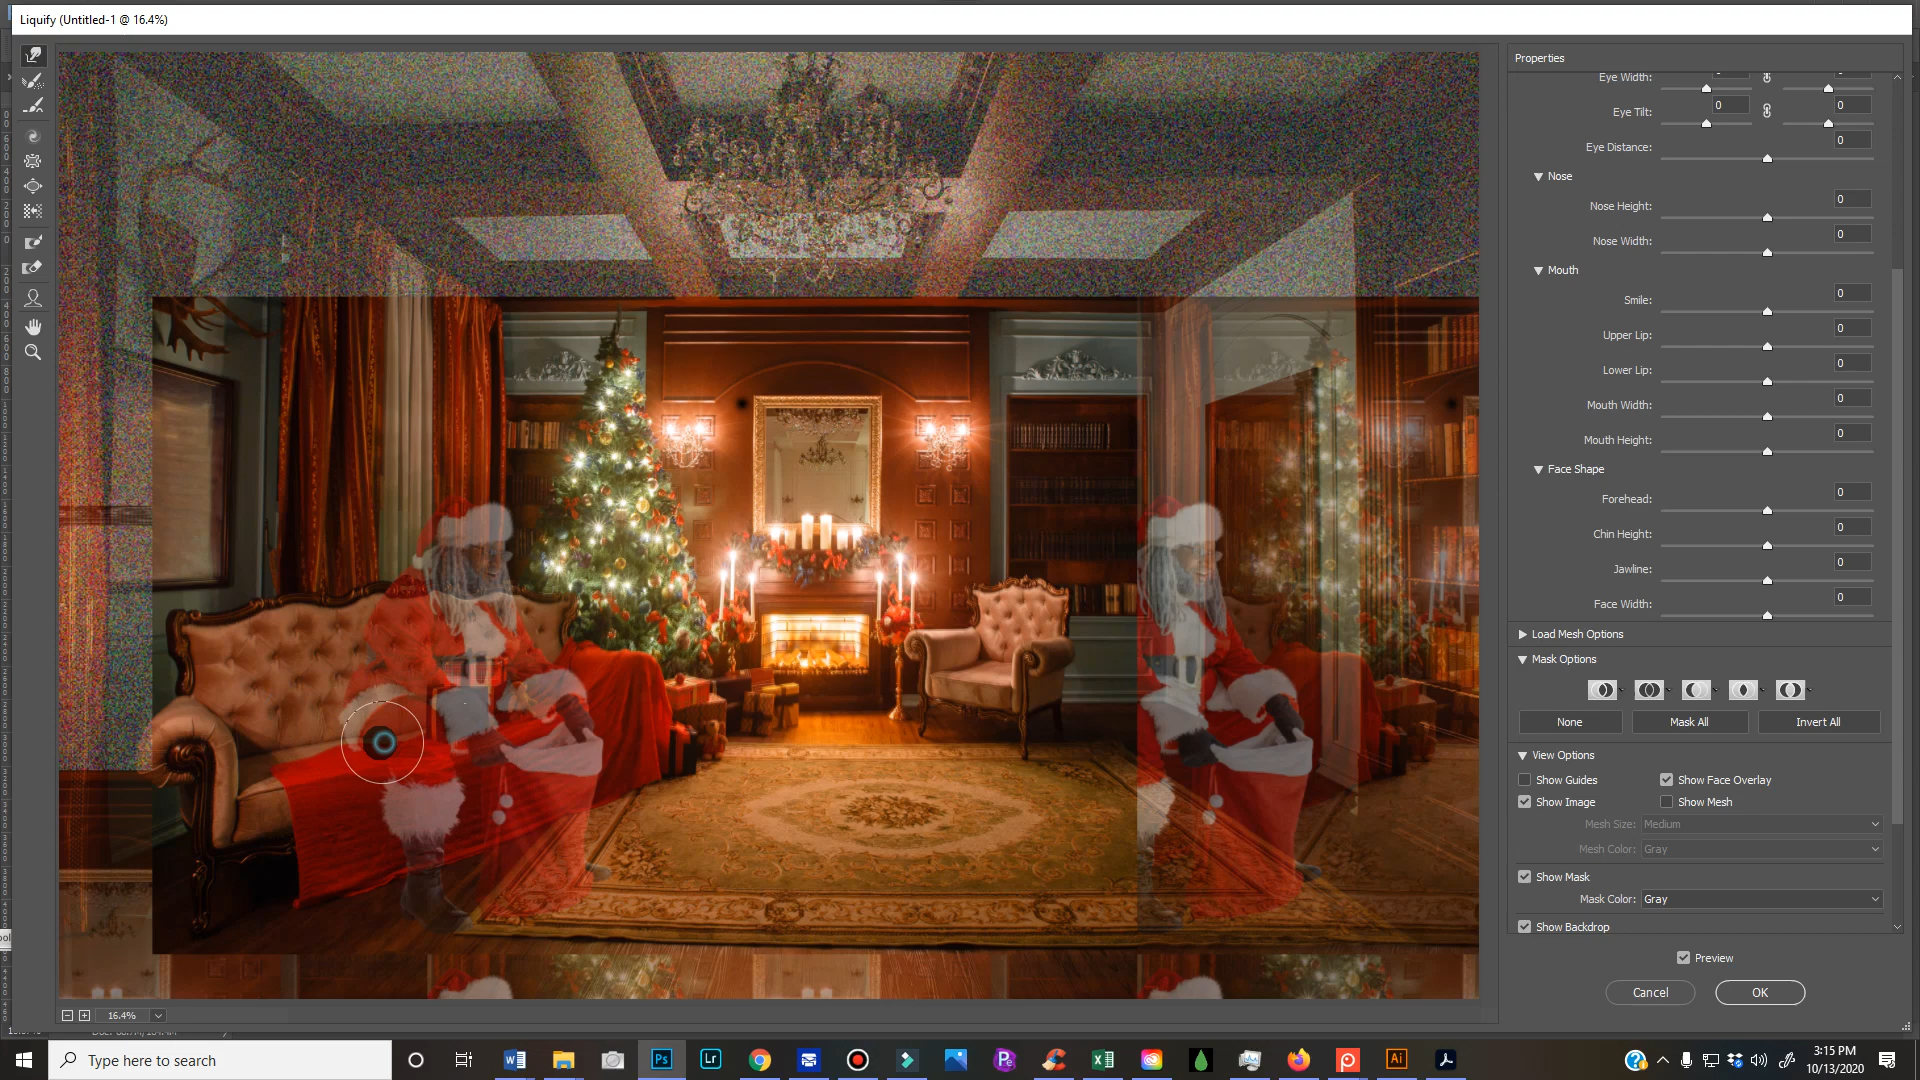 Liquify (Untitled-1 @ 16.4%)
Properties
Eye Width:
Eye Tilt: 0 0
Eye Distance: 0
Nose
Nose Height: 0
Nose Width: 0
Mouth
Smile: 0
Upper Lip: 0
Lower Lip: 0
Mouth Width: 0
Mouth Height: 0
Face Shape
Forehead: 0
Chin Height: 0
Jawline: 0
Face Width: 0
Load Mesh Options
Mask Options
None Mask All Invert All
View Options
Show Guides Show Face Overlay
Show Image Show Mesh
Mesh Size: Medium
Mesh Color: Gray
Show Mask
Mask Color: Gray
Show Backdrop
Preview
Cancel OK
16.4%
Type here to search
Ps Lr Pe Ai
3:15 PM
10/13/2020